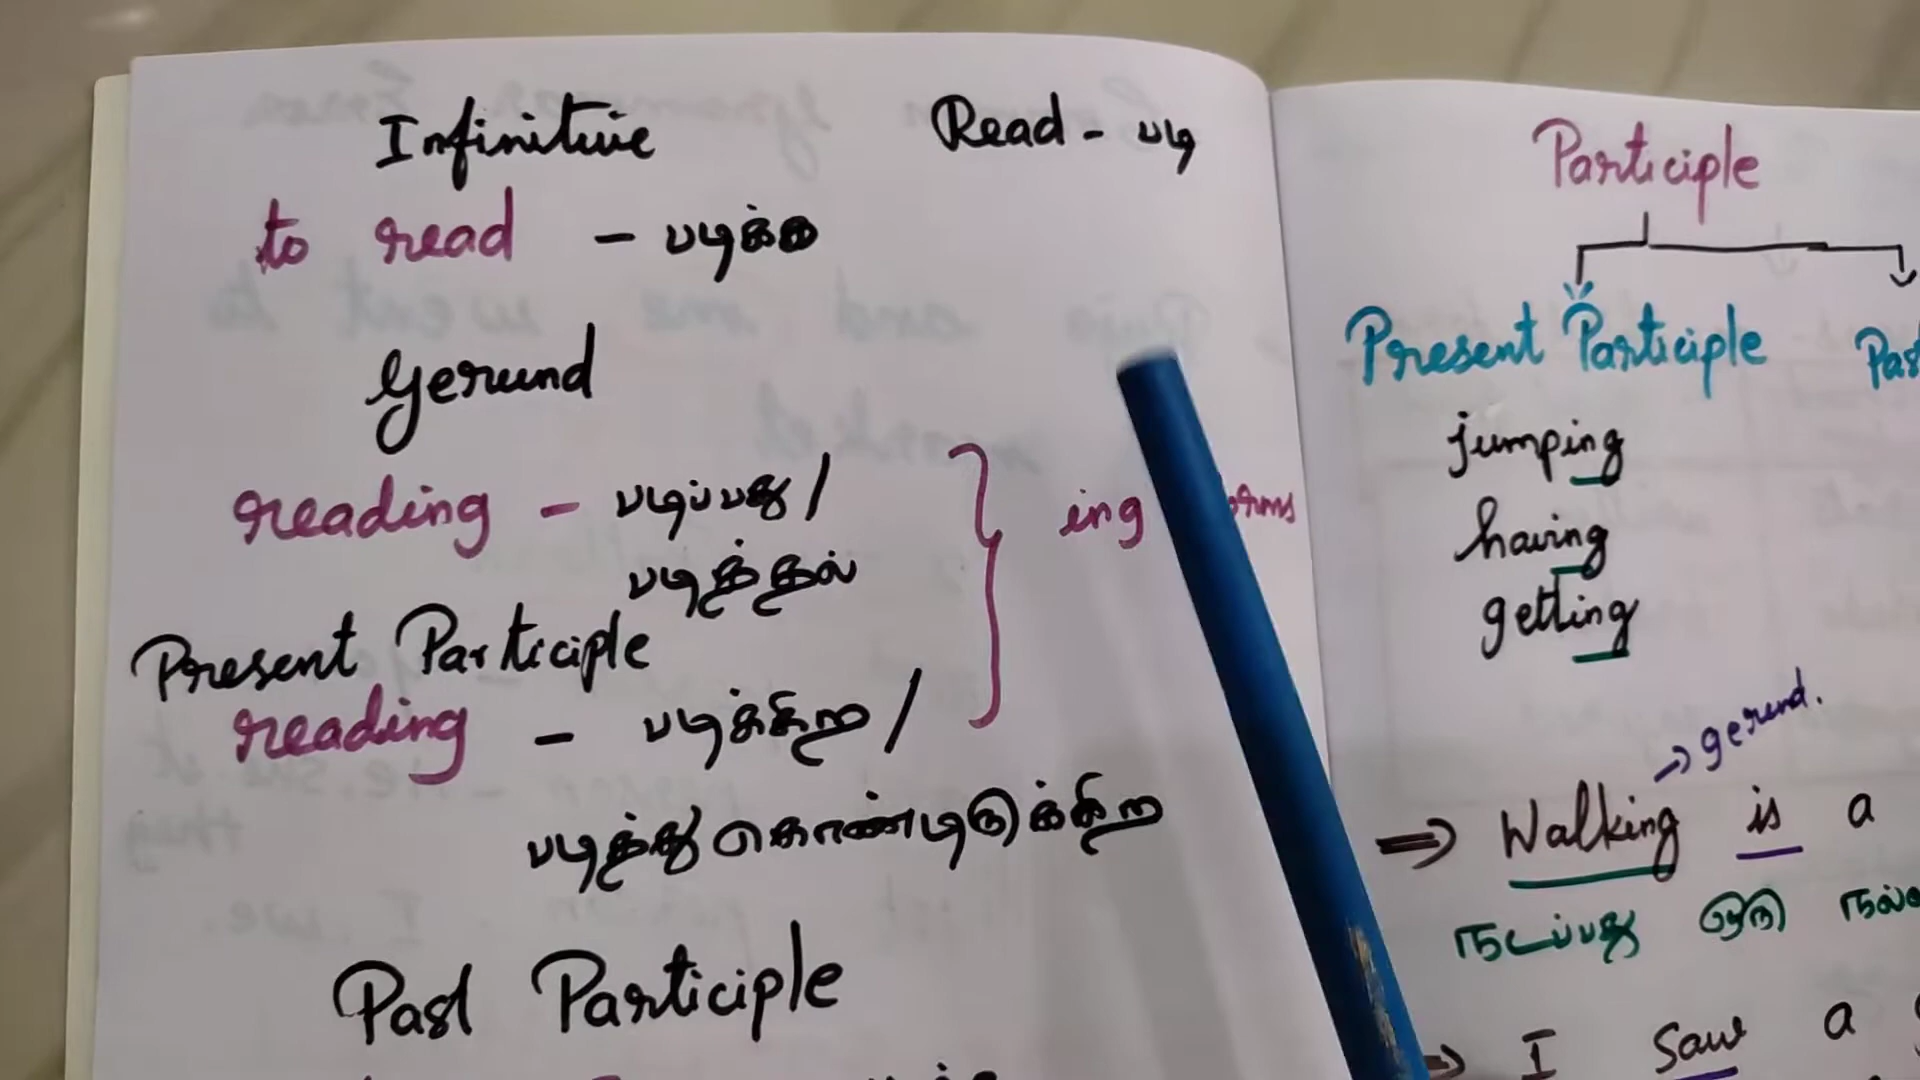 Infinitive
Read - படி
to read - படிக்க
Gerund
reading - படிப்பது /
படித்தல்
ing
Present Participle
reading - படிக்கிற /
படித்து கொண்டிருக்கிற
Past Participle
Participle
Present Participle
jumping
having
getting
→ gerund.
⇒ Walking is a
நடப்பது ஒரு
I saw a